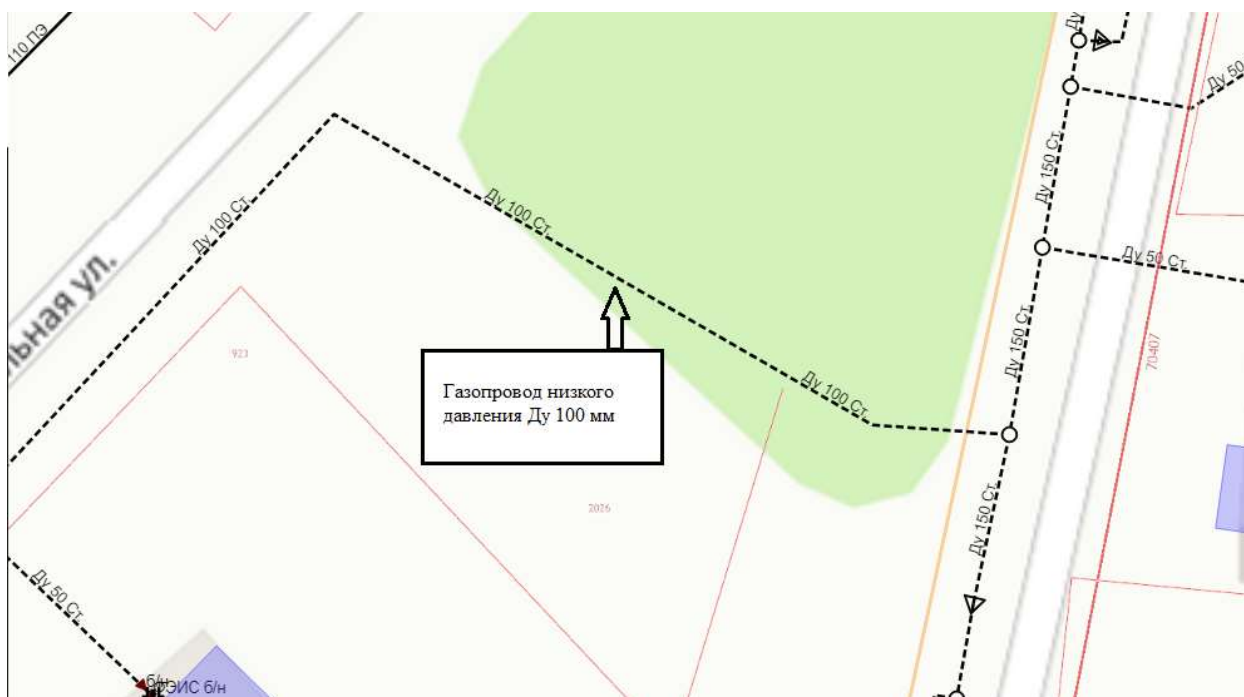 110 ПЭ
Ду 50
Ду 150 Ст.
Ду 100 Ст.
Ду 100 Ст.
Ду 50 Ст.
льная ул.
Ду 150 Ст.
923
70407
Газопровод низкого
давления Ду 100 мм
Ду 100 Ст.
2026
Ду 150 Ст.
Ду 50 Ст.
б/н